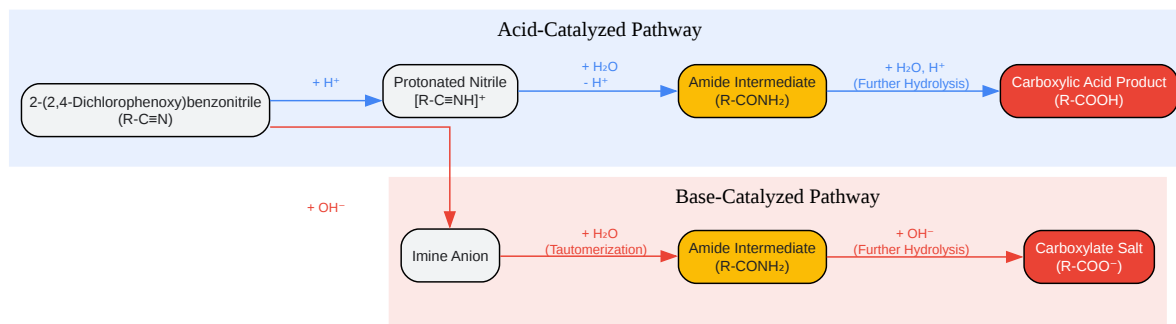 Acid-Catalyzed Pathway
2-(2,4-Dichlorophenoxy)benzonitrile
(R-C≡N)
+ H⁺
Protonated Nitrile
[R-C≡NH]⁺
+ H₂O
- H⁺
Amide Intermediate
(R-CONH₂)
+ H₂O, H⁺
(Further Hydrolysis)
Carboxylic Acid Product
(R-COOH)
+ OH⁻
Base-Catalyzed Pathway
Imine Anion
+ H₂O
(Tautomerization)
Amide Intermediate
(R-CONH₂)
+ OH⁻
(Further Hydrolysis)
Carboxylate Salt
(R-COO⁻)